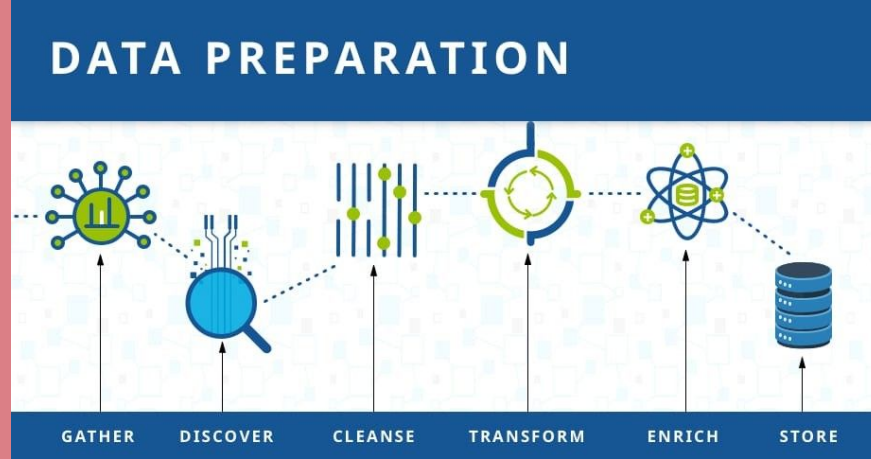 DATA PREPARATION
GATHER DISCOVER CLEANSE TRANSFORM ENRICH STORE